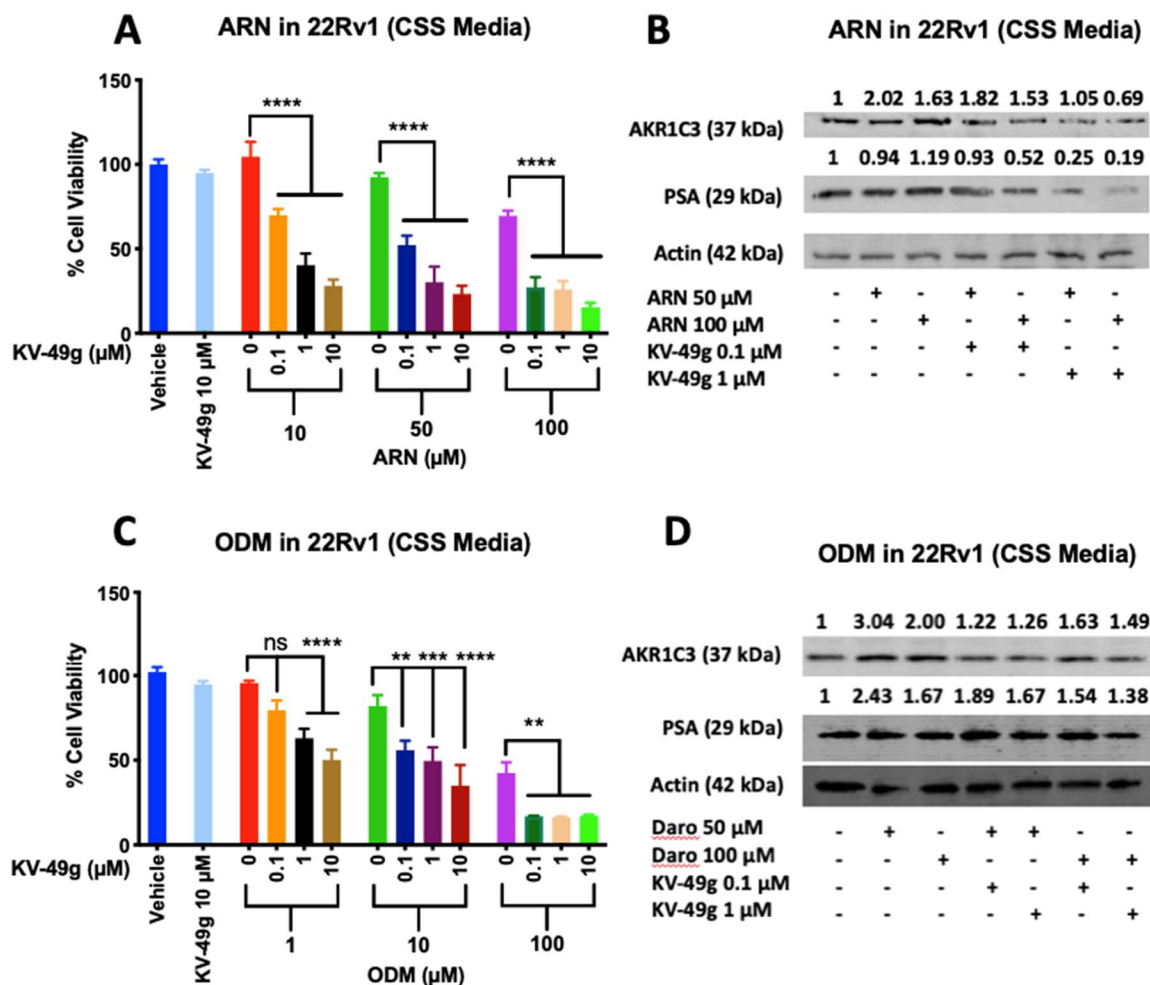 A
ARN in 22Rv1 (CSS Media)
% Cell Viability
150
100
50
0
**** **** ****
KV-49g (µM)
0 0.1 1 10 0 0.1 1 10 0 0.1 1 10
Vehicle
KV-49g 10 µM
10 50 100
ARN (µM)
B
ARN in 22Rv1 (CSS Media)
1 2.02 1.63 1.82 1.53 1.05 0.69
AKR1C3 (37 kDa)
1 0.94 1.19 0.93 0.52 0.25 0.19
PSA (29 kDa)
Actin (42 kDa)
ARN 50 µM - + - + - + -
ARN 100 µM - - + - + - +
KV-49g 0.1 µM - - - + + - -
KV-49g 1 µM - - - - - + +
C
ODM in 22Rv1 (CSS Media)
% Cell Viability
150
100
50
0
ns **** ** *** **** **
KV-49g (µM)
0 0.1 1 10 0 0.1 1 10 0 0.1 1 10
Vehicle
KV-49g 10 µM
1 10 100
ODM (µM)
D
ODM in 22Rv1 (CSS Media)
1 3.04 2.00 1.22 1.26 1.63 1.49
AKR1C3 (37 kDa)
1 2.43 1.67 1.89 1.67 1.54 1.38
PSA (29 kDa)
Actin (42 kDa)
Daro 50 µM - + - + + - -
Daro 100 µM - - + - - + +
KV-49g 0.1 µM - - - + - + -
KV-49g 1 µM - - - - + - +